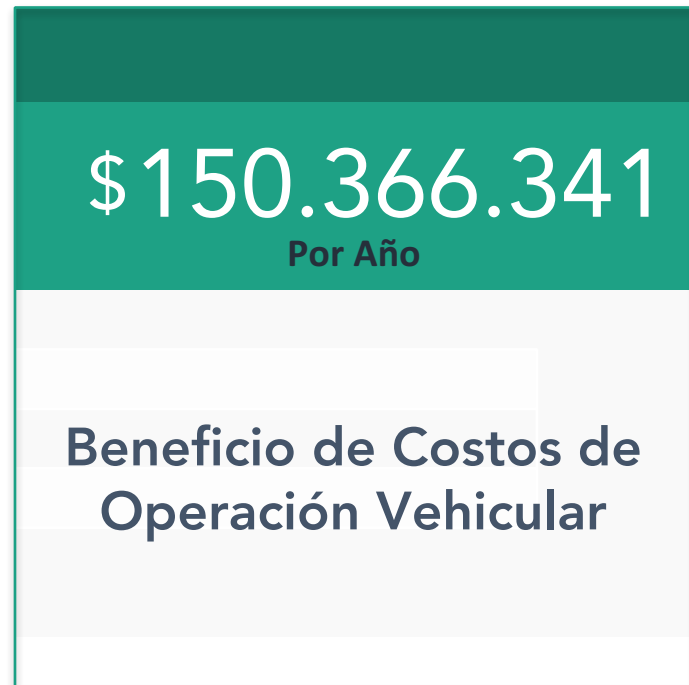 $150.366.341
Por Año
Beneficio de Costos de
Operación Vehicular